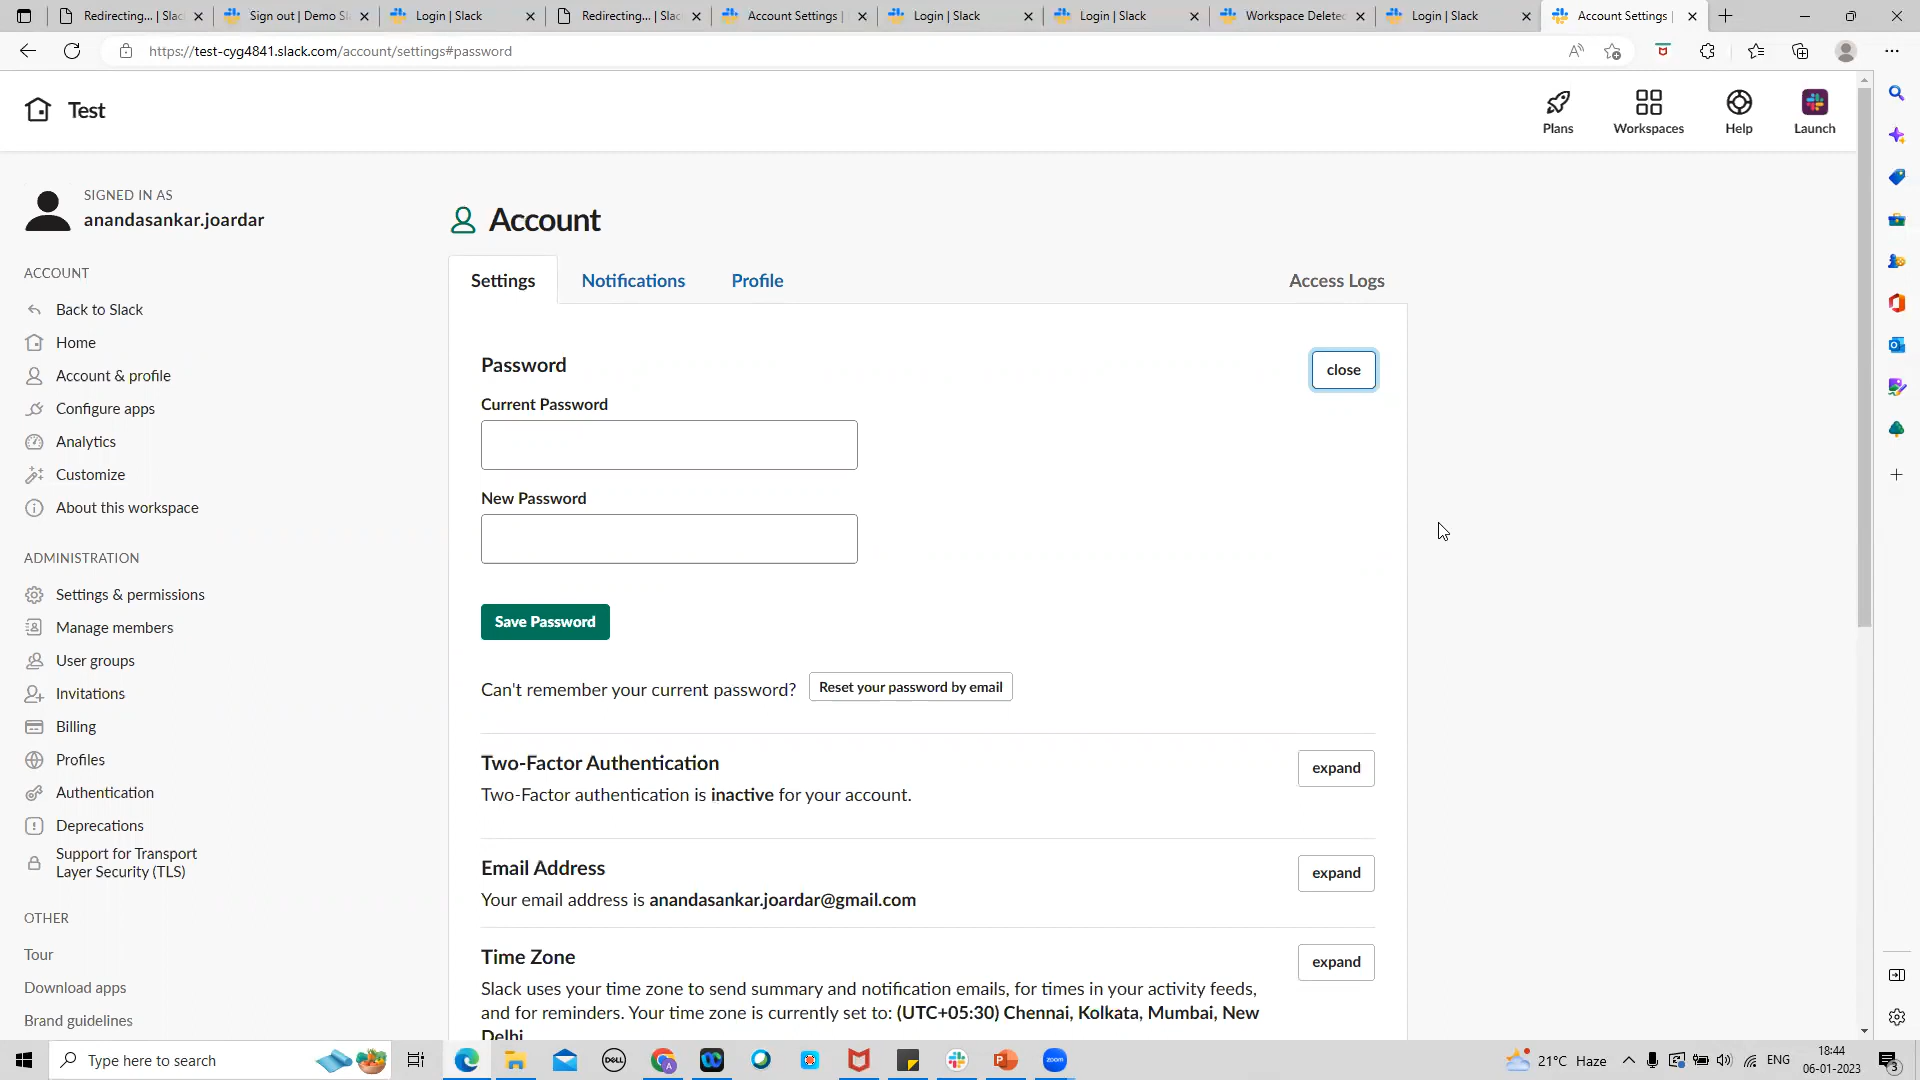 Redirecting... | Slac
Sign out | Demo Sl
Login | Slack
Redirecting... | Slac
Account Settings |
Login | Slack
Login | Slack
Workspace Deleted
Login | Slack
Account Settings |
https://test-cyg4841.slack.com/account/settings#password
Test
Plans
Workspaces
Help
Launch
SIGNED IN AS
anandasankar.joardar
ACCOUNT
Back to Slack
Home
Account & profile
Configure apps
Analytics
Customize
About this workspace
ADMINISTRATION
Settings & permissions
Manage members
User groups
Invitations
Billing
Profiles
Authentication
Deprecations
Support for Transport
Layer Security (TLS)
OTHER
Tour
Download apps
Brand guidelines
Account
Settings
Notifications
Profile
Access Logs
Password
close
Current Password
New Password
Save Password
Can't remember your current password?
Reset your password by email
Two-Factor Authentication
expand
Two-Factor authentication is inactive for your account.
Email Address
expand
Your email address is anandasankar.joardar@gmail.com
Time Zone
expand
Slack uses your time zone to send summary and notification emails, for times in your activity feeds,
and for reminders. Your time zone is currently set to: (UTC+05:30) Chennai, Kolkata, Mumbai, New
Delhi
Type here to search
DELL
A
zoom
21°C Haze
ENG
18:44
06-01-2023
3